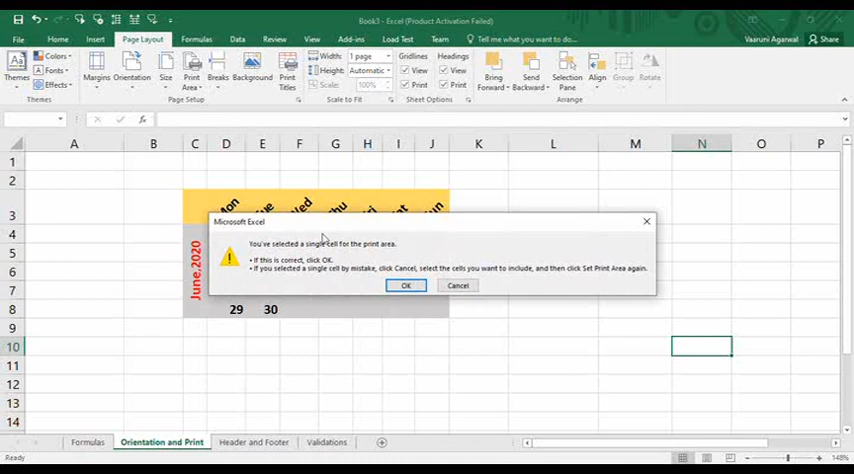 Book3 - Excel (Product Activation Failed)
File Home Insert Page Layout Formulas Data Review View Add-ins Load Test Team Tell me what you want to do... Vaaruni Agarwal Share
Themes
Colors
Fonts
Effects
Themes
Margins Orientation Size Print Area Breaks Background Print Titles
Page Setup
Width: 1 page
Height: Automatic
Scale: 100%
Scale to Fit
Gridlines Headings
View View
Print Print
Sheet Options
Bring Forward Send Backward Selection Pane Align Group Rotate
Arrange
fx
A B C D E F G H I J K L M N O P
1
2
3 Mon
4
5
6
7
8 29 30
9
10
11
12
13
14
June,2020
Microsoft Excel
You've selected a single cell for the print area.
• If this is correct, click OK.
• If you selected a single cell by mistake, click Cancel, select the cells you want to include, and then click Set Print Area again.
OK Cancel
Formulas Orientation and Print Header and Footer Validations
Ready 148%